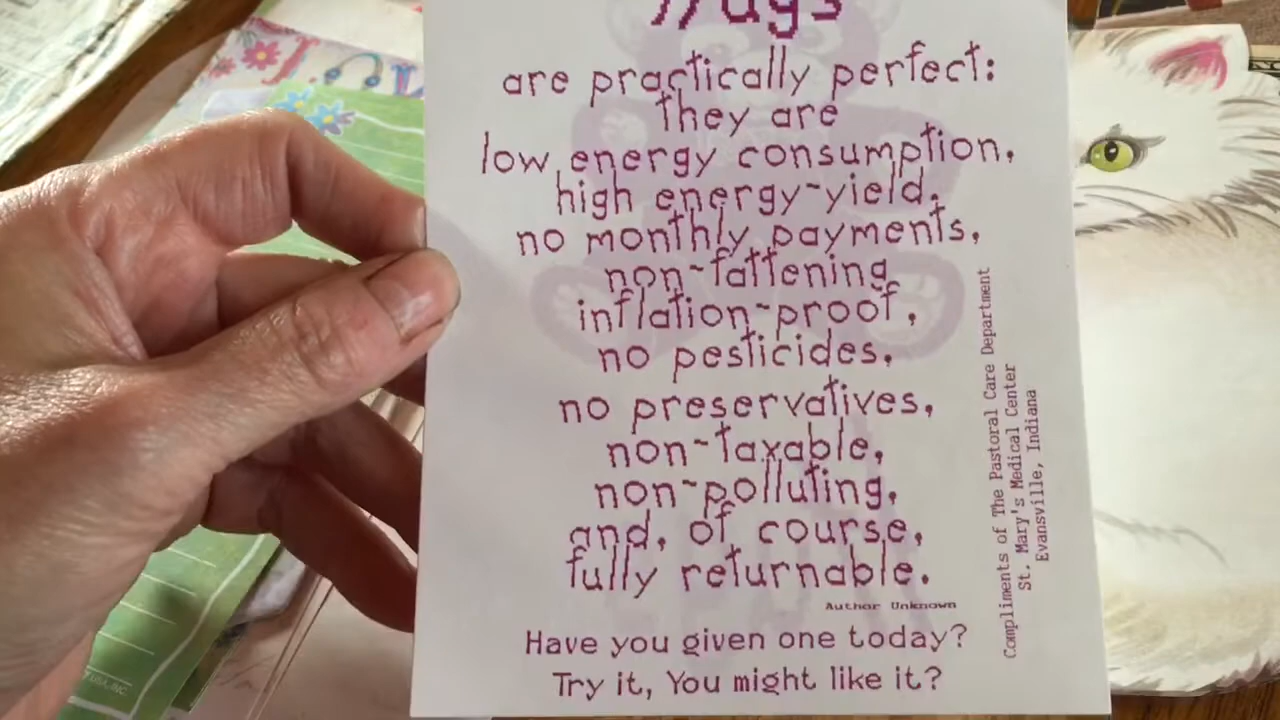 Hugs
are practically perfect:
they are
low energy consumption,
high energy-yield,
no monthly payments,
non-fattening
inflation-proof,
no pesticides,
no preservatives,
non-taxable,
non-polluting,
and, of course,
fully returnable.
Author Unknown
Have you given one today?
Try it, You might like it?
Compliments of The Pastoral Care Department
St. Mary's Medical Center
Evansville, Indiana